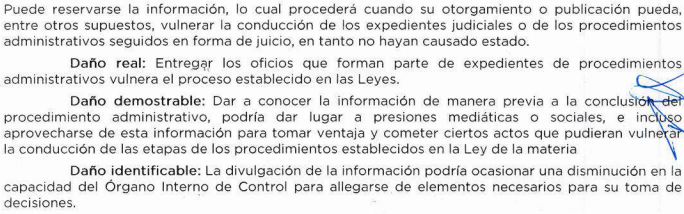 Puede reservarse la información, lo cual procederá cuando su otorgamiento o publicación pueda,
entre otros supuestos, vulnerar la conducción de los expedientes judiciales o de los procedimientos
administrativos seguidos en forma de juicio, en tanto no hayan causado estado.
Daño real: Entregar los oficios que forman parte de expedientes de procedimientos
administrativos vulnera el proceso establecido en las Leyes.
Daño demostrable: Dar a conocer la información de manera previa a la conclusión del
procedimiento administrativo, podría dar lugar a presiones mediáticas o sociales, e incluso
aprovecharse de esta información para tomar ventaja y cometer ciertos actos que pudieran vulnerar
la conducción de las etapas de los procedimientos establecidos en la Ley de la materia
Daño identificable: La divulgación de la información podría ocasionar una disminución en la
capacidad del Órgano Interno de Control para allegarse de elementos necesarios para su toma de
decisiones.